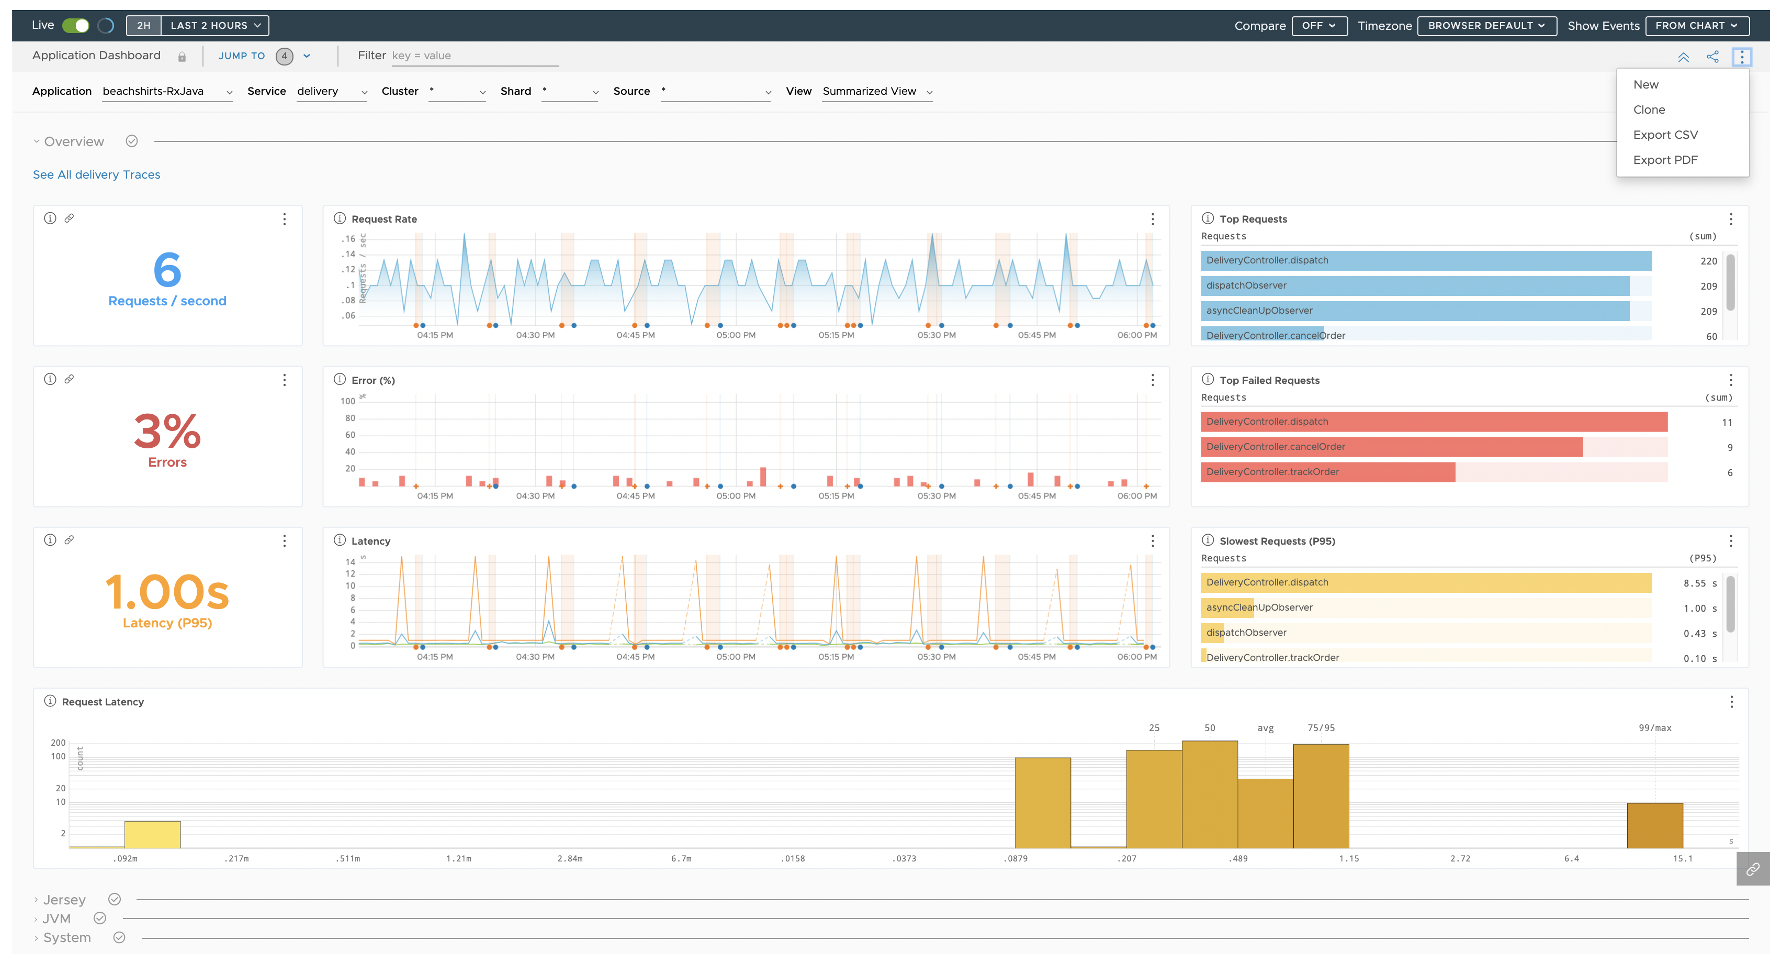 Live 2H LAST 2 HOURS Compare OFF Timezone BROWSER DEFAULT Show Events FROM CHART
Application Dashboard JUMP TO 4 Filter key = value
New
Clone
Export CSV
Export PDF
Application beachshirts-RxJava Service delivery Cluster * Shard * Source * View Summarized View
Overview
See All delivery Traces
6
Requests / second
Request Rate
Requests / sec
.16
.14
.12
.1
.08
.06
04:15 PM 04:30 PM 04:45 PM 05:00 PM 05:15 PM 05:30 PM 05:45 PM 06:00 PM
Top Requests
Requests (sum)
DeliveryController.dispatch 220
dispatchObserver 209
asyncCleanUpObserver 209
DeliveryController.cancelOrder 60
3%
Errors
Error (%)
100
80
60
40
20
04:15 PM 04:30 PM 04:45 PM 05:00 PM 05:15 PM 05:30 PM 05:45 PM 06:00 PM
Top Failed Requests
Requests (sum)
DeliveryController.dispatch 11
DeliveryController.cancelOrder 9
DeliveryController.trackOrder 6
1.00s
Latency (P95)
Latency
s
14
12
10
8
6
4
2
0
04:15 PM 04:30 PM 04:45 PM 05:00 PM 05:15 PM 05:30 PM 05:45 PM 06:00 PM
Slowest Requests (P95)
Requests (P95)
DeliveryController.dispatch 8.55 s
asyncCleanUpObserver 1.00 s
dispatchObserver 0.43 s
DeliveryController.trackOrder 0.10 s
Request Latency
25 50 avg 75/95 99/max
count
200
100
20
10
2
s
.092m .217m .511m 1.21m 2.84m 6.7m .0158 .0373 .0879 .207 .489 1.15 2.72 6.4 15.1
Jersey
JVM
System